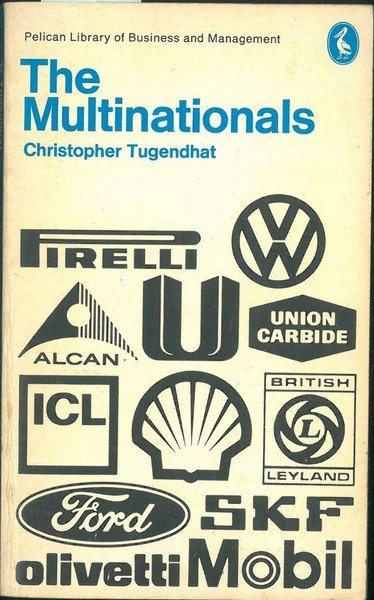 Pelican Library of Business and Management
The
Multinationals
Christopher Tugendhat
PIRELLI
VW
ALCAN
U
UNION
CARBIDE
ICL
BRITISH
L
LEYLAND
Ford
SKF
olivetti
Mobil